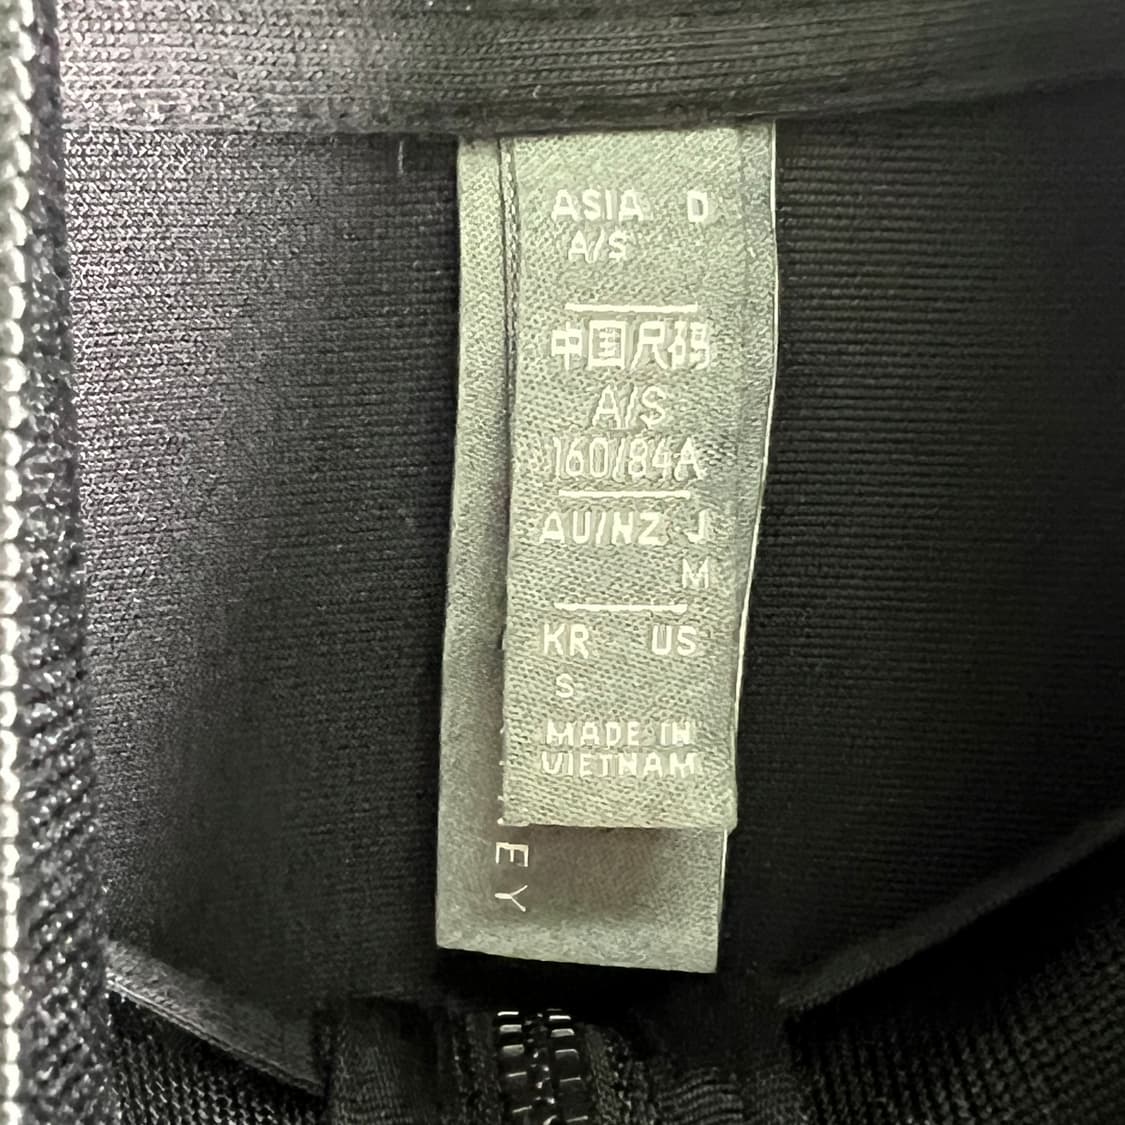 ASIA D
A/S
中国尺码
A/S
160/84A
AU/NZ J
M
KR US
S
MADE IN
VIETNAM
EY